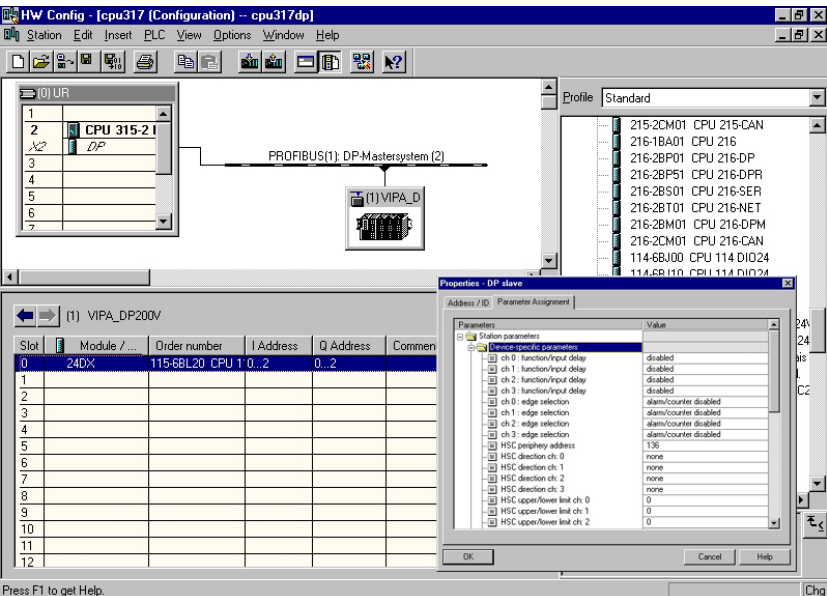 HW Config - [cpu317 (Configuration) -- cpu317dp]
Station Edit Insert PLC View Options Window Help
(0) UR
1
2 CPU 315-2
X2 DP
3
4
5
6
7
PROFIBUS(1): DP-Mastersystem (2)
(1) VIPA_D
Profile Standard
215-2CM01 CPU 215-CAN
216-1BA01 CPU 216
216-2BP01 CPU 216-DP
216-2BP51 CPU 216-DPR
216-2BS01 CPU 216-SER
216-2BT01 CPU 216-NET
216-2BM01 CPU 216-DPM
216-2CM01 CPU 216-CAN
114-6BJ00 CPU 114 DIO24
114-6BJ10 CPU 114 DIO24
(1) VIPA_DP200V
Slot Module / ... Order number I Address Q Address Commen
0 24DX 115-6BL20 CPU 1 0...2 0...2
1
2
3
4
5
6
7
8
9
10
11
12
Properties - DP slave
Address / ID Parameter Assignment
Parameters Value
Station parameters
Device-specific parameters
ch 0 : function/input delay disabled
ch 1 : function/input delay disabled
ch 2 : function/input delay disabled
ch 3 : function/input delay disabled
ch 0 : edge selection alarm/counter disabled
ch 1 : edge selection alarm/counter disabled
ch 2 : edge selection alarm/counter disabled
ch 3 : edge selection alarm/counter disabled
HSC periphery address 136
HSC direction ch: 0 none
HSC direction ch: 1 none
HSC direction ch: 2 none
HSC direction ch: 3 none
HSC upper/lower limit ch: 0 0
HSC upper/lower limit ch: 1 0
HSC upper/lower limit ch: 2 0
OK Cancel Help
Press F1 to get Help. Chg